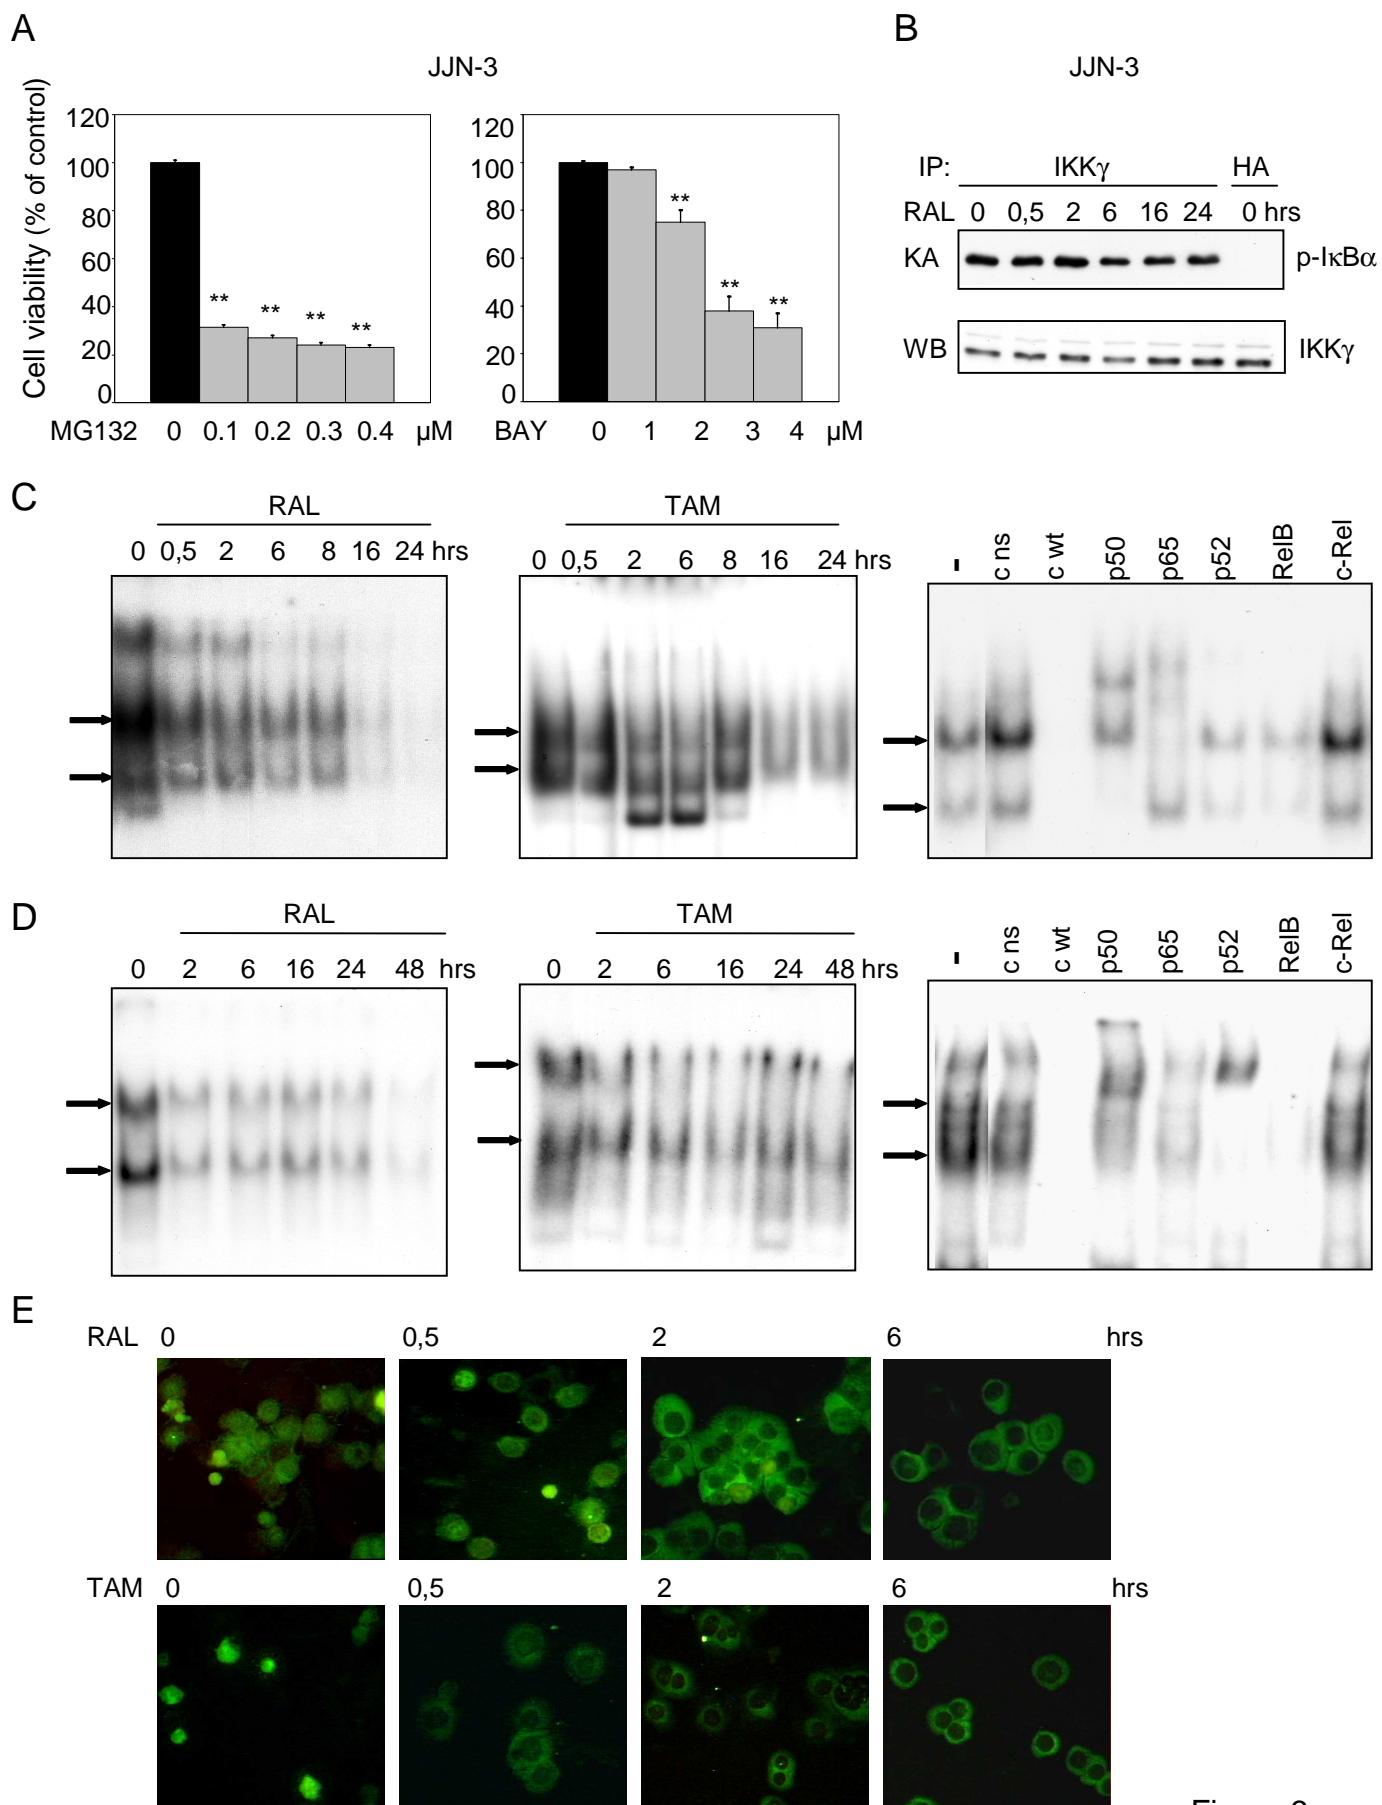 A
JJN-3
Cell viability (% of control)
120
100
80
60
40
20
0
** ** ** **
MG132 0 0.1 0.2 0.3 0.4 µM
120
100
80
60
40
20
0
** ** **
BAY 0 1 2 3 4 µM
B
JJN-3
IP: IKKγ HA
RAL 0 0,5 2 6 16 24 0 hrs
KA p-IκBα
WB IKKγ
C
RAL
0 0,5 2 6 8 16 24 hrs
TAM
0 0,5 2 6 8 16 24 hrs
- c ns c wt p50 p65 p52 RelB c-Rel
D
RAL
0 2 6 16 24 48 hrs
TAM
0 2 6 16 24 48 hrs
- c ns c wt p50 p65 p52 RelB c-Rel
E
RAL 0 0,5 2 6 hrs
TAM 0 0,5 2 6 hrs